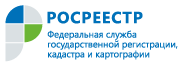 РОСРЕЕСТР
Федеральная служба
государственной регистрации,
кадастра и картографии